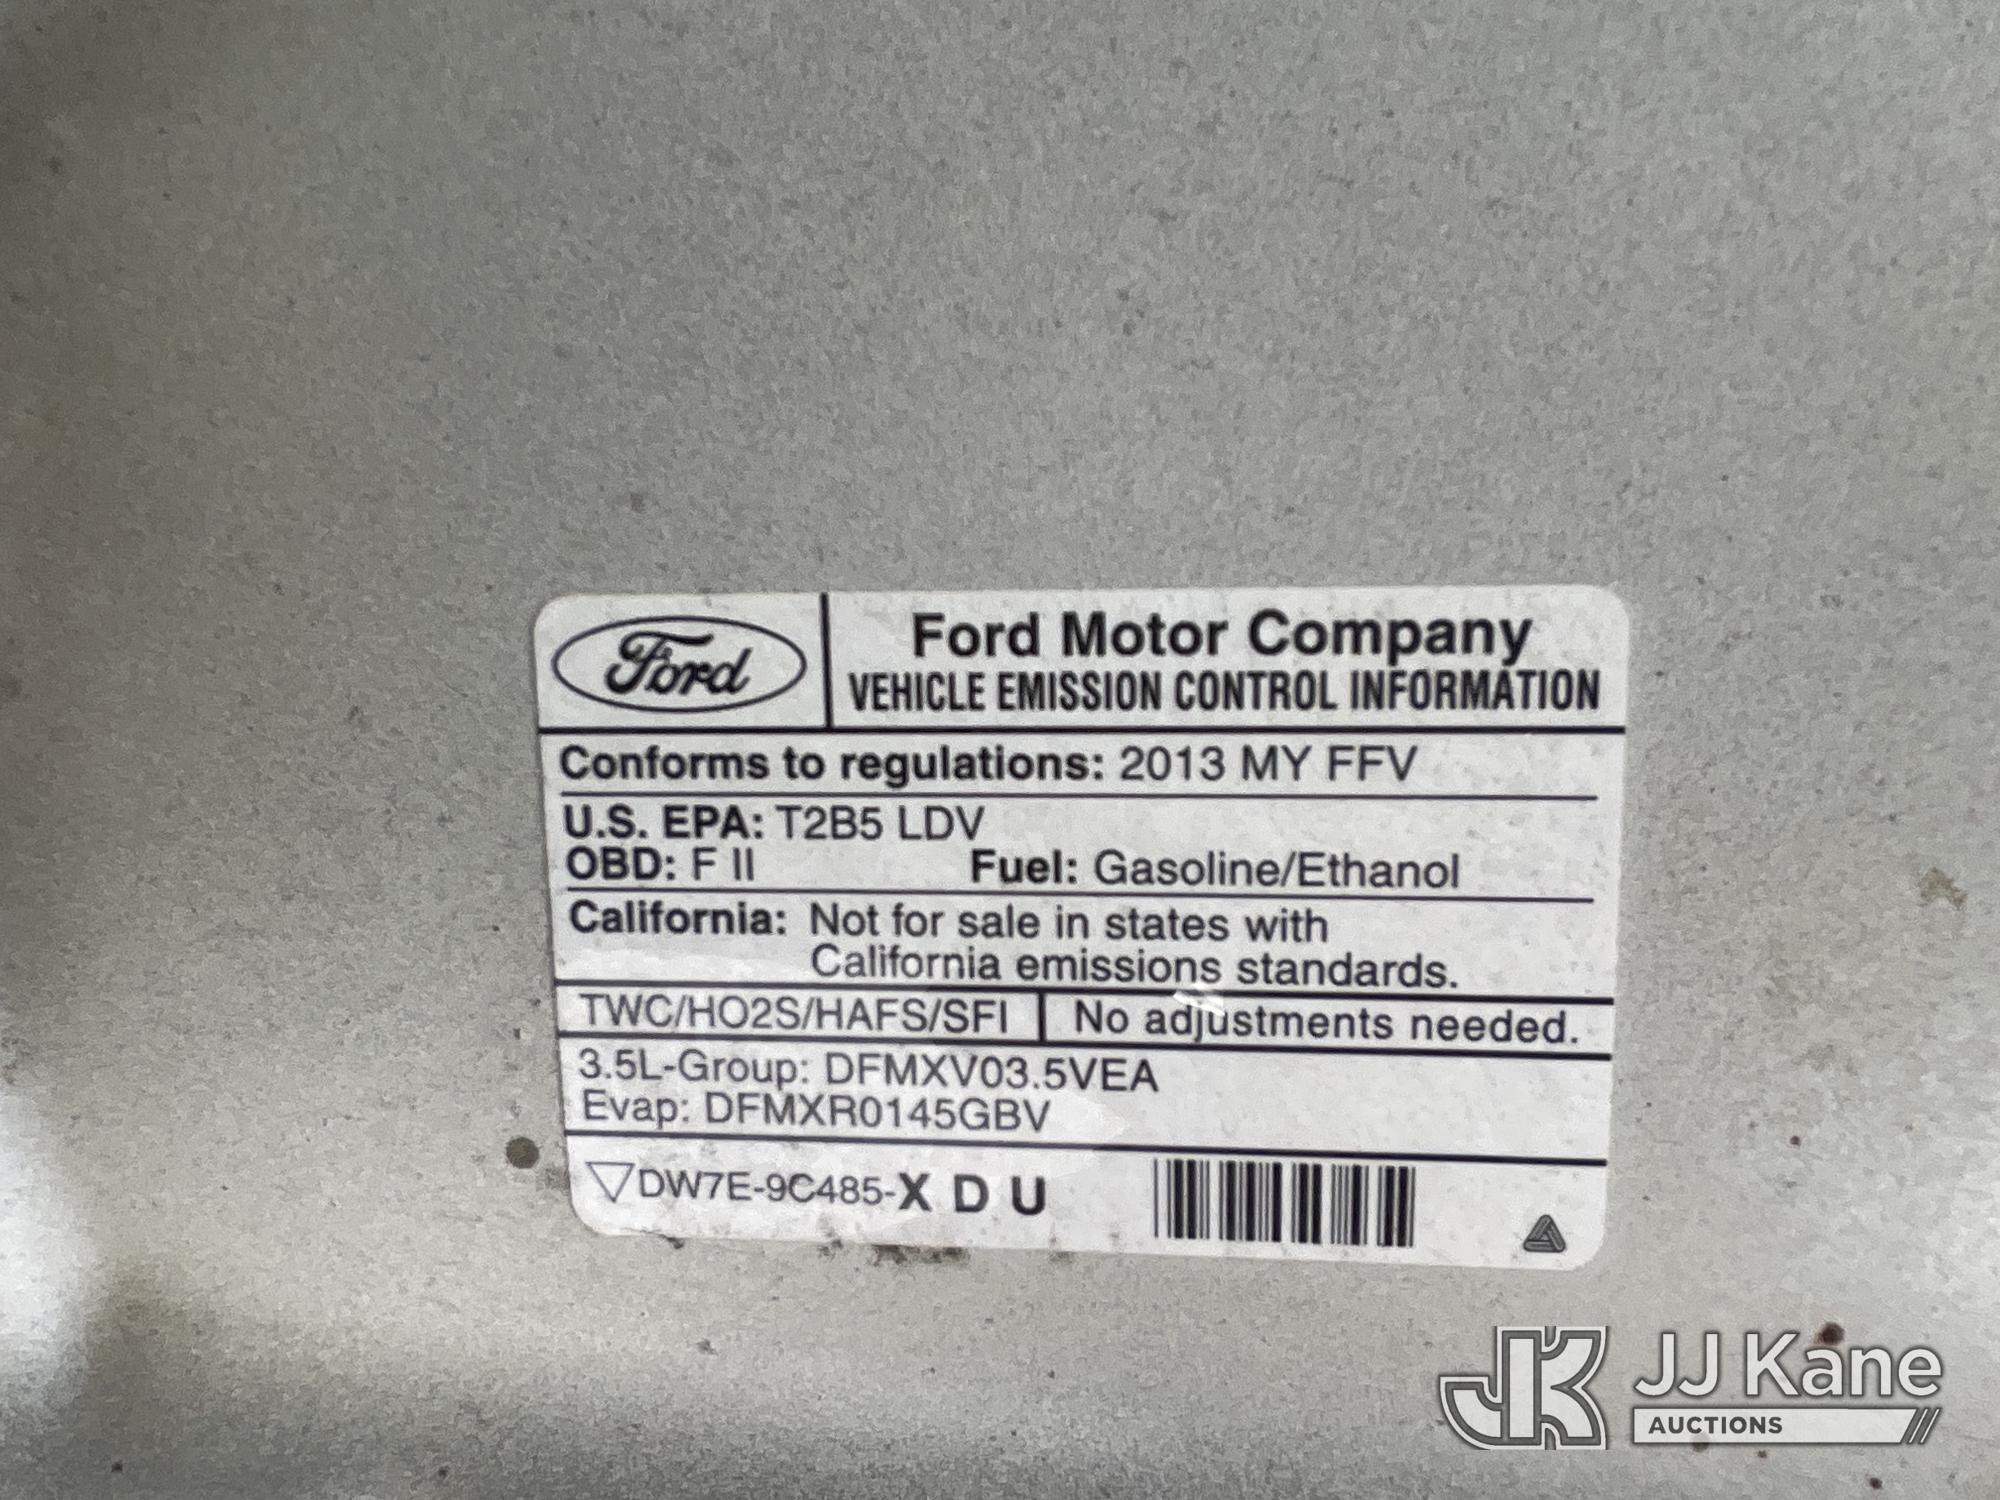 Ford
Ford Motor Company
VEHICLE EMISSION CONTROL INFORMATION
Conforms to regulations: 2013 MY FFV
U.S. EPA: T2B5 LDV
OBD: F II Fuel: Gasoline/Ethanol
California: Not for sale in states with
California emissions standards.
TWC/HO2S/HAFS/SFI No adjustments needed.
3.5L-Group: DFMXV03.5VEA
Evap: DFMXR0145GBV
DW7E-9C485-X D U
JK JJ Kane
AUCTIONS